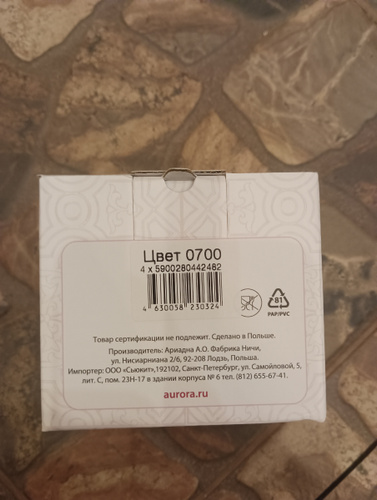 Цвет 0700
4 x 5900280442482
4 630058 230324
81
PAP/PVC
Товар сертификации не подлежит. Сделано в Польше.
Производитель: Ариадна А.О. Фабрика Ничи,
ул. Нисиарниана 2/6, 92-208 Лодзь, Польша.
Импортер: ООО «Сьюкит»,192102, Санкт-Петербург, ул. Самойловой, 5,
лит. С, пом. 23Н-17 в здании корпуса № 6 тел. (812) 655-67-41.
aurora.ru